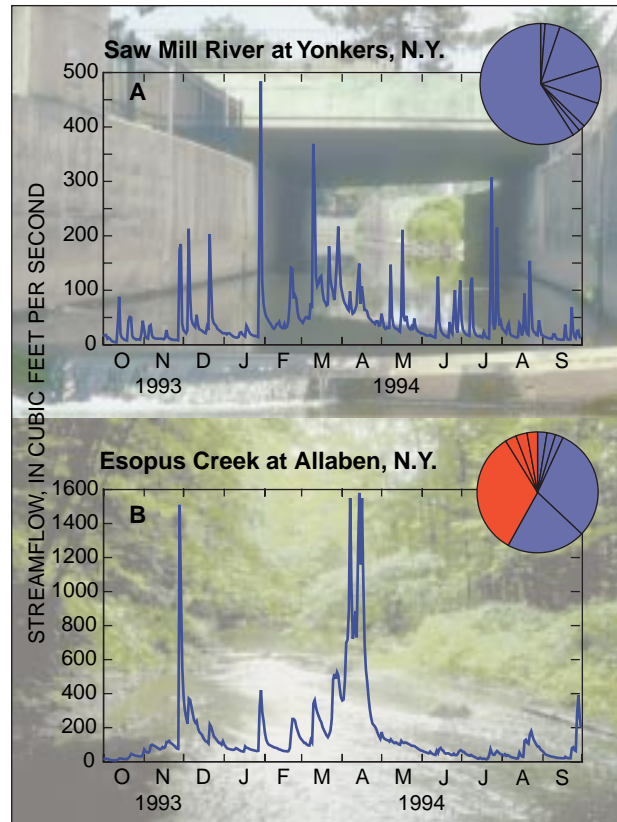 Saw Mill River at Yonkers, N.Y.
A
500
400
300
200
100
0
O N D J F M A M J J A S
1993 1994
STREAMFLOW, IN CUBIC FEET PER SECOND
Esopus Creek at Allaben, N.Y.
B
1600
1400
1200
1000
800
600
400
200
0
O N D J F M A M J J A S
1993 1994